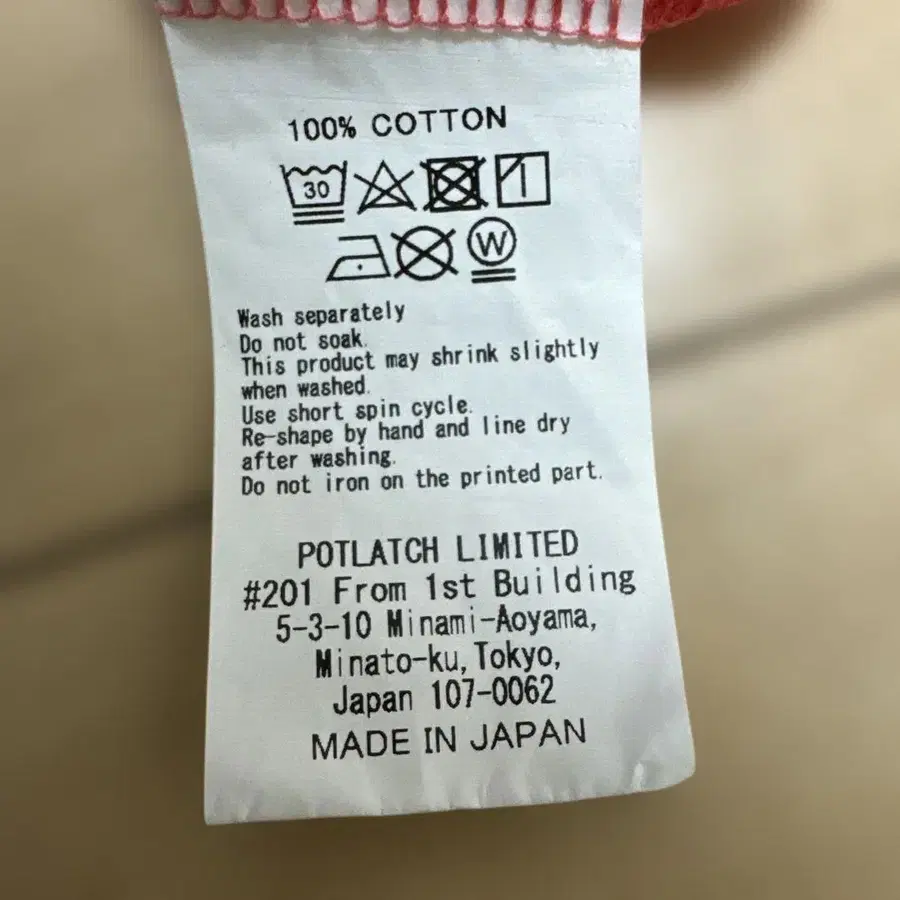 100% COTTON
30
W
Wash separately
Do not soak.
This product may shrink slightly
when washed.
Use short spin cycle.
Re-shape by hand and line dry
after washing.
Do not iron on the printed part.
POTLATCH LIMITED
#201 From 1st Building
5-3-10 Minami-Aoyama,
Minato-ku, Tokyo,
Japan 107-0062
MADE IN JAPAN